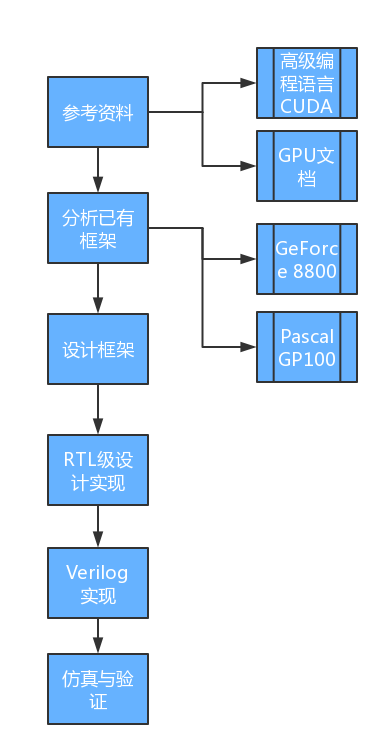 高级编
程语言
CUDA
参考资料
GPU文
档
分析已有
框架
GeForc
e 8800
设计框架
Pascal
GP100
RTL级设
计实现
Verilog
实现
仿真与验
证